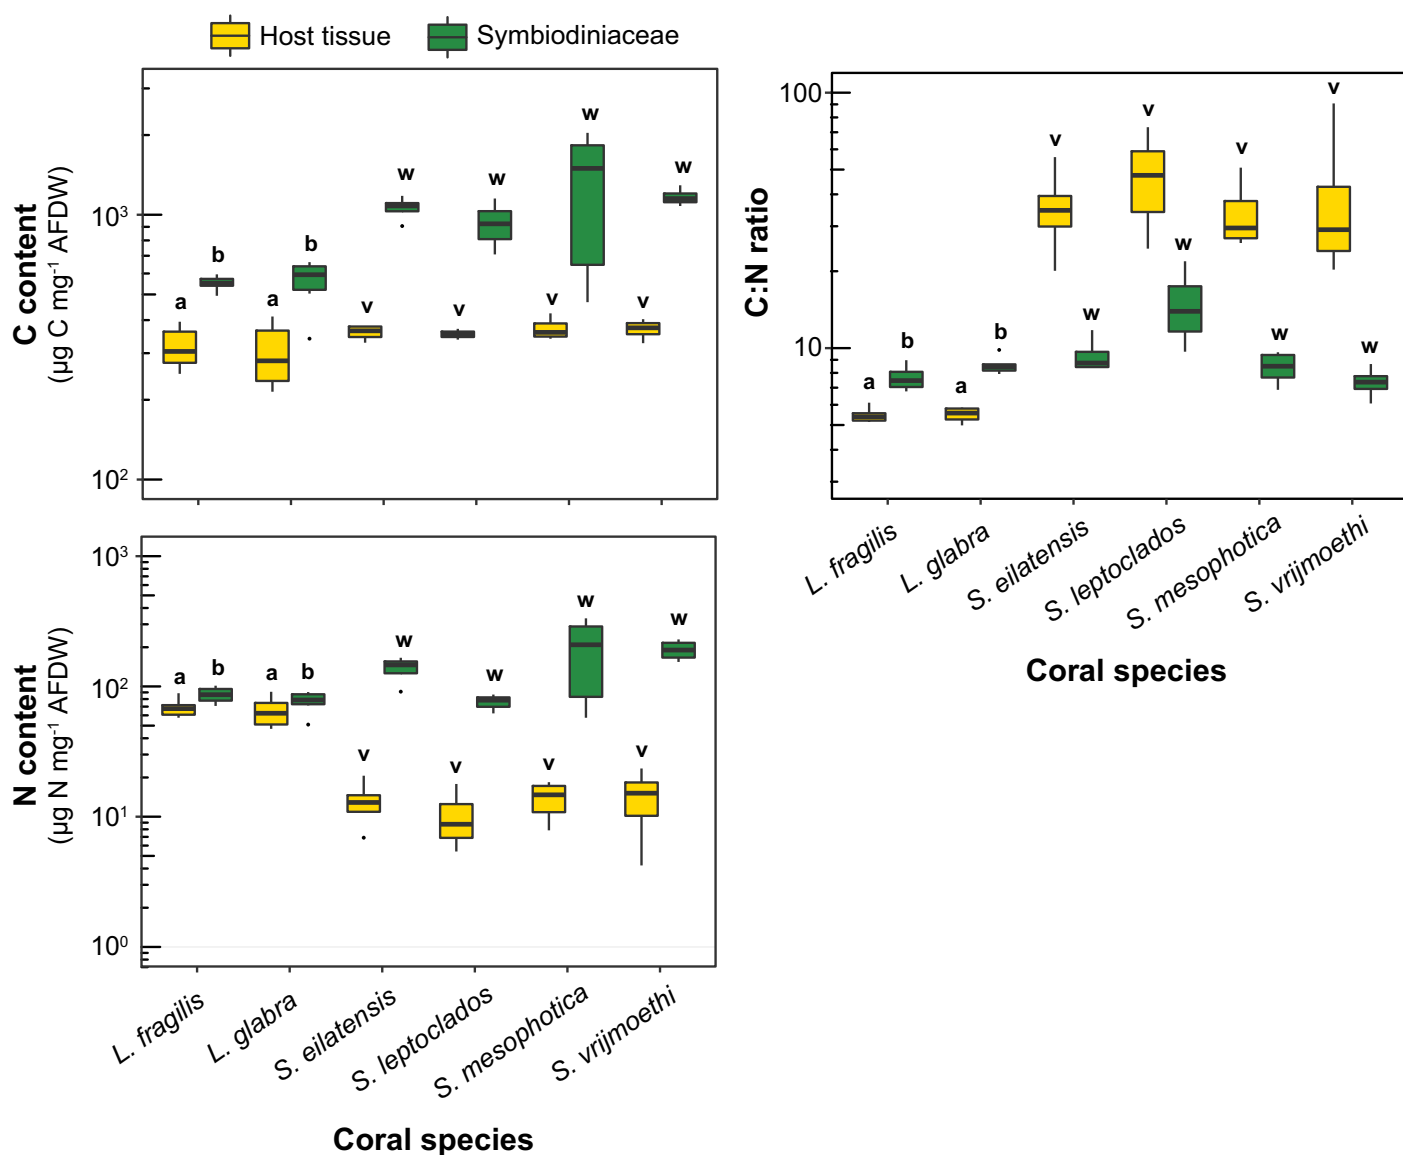 Host tissue Symbiodiniaceae
C content
(µg C mg⁻¹ AFDW)
10³
10²
a b a b v w v w v w v w
C:N ratio
100
10
a b a b v w v w v w v w
L. fragilis
L. glabra
S. eilatensis
S. leptoclados
S. mesophotica
S. vrijmoethi
Coral species
N content
(µg N mg⁻¹ AFDW)
10³
10²
10¹
10⁰
a b a b v w v w v w v w
L. fragilis
L. glabra
S. eilatensis
S. leptoclados
S. mesophotica
S. vrijmoethi
Coral species